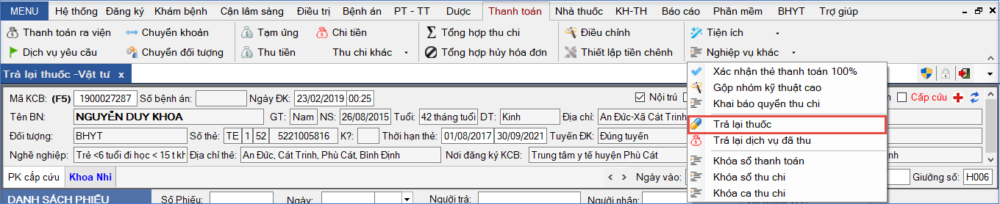 MENU Hệ thống Đăng ký Khám bệnh Cận lâm sàng Điều trị Bệnh án PT - TT Dược Thanh toán Nhà thuốc KH-TH Báo cáo Phần mềm BHYT Trợ giúp
Thanh toán ra viện Chuyển khoản Tạm ứng Chi tiền Tổng hợp thu chi Điều chỉnh Tiện ích
Dịch vụ yêu cầu Chuyển đối tượng Thu tiền Thu chi khác Tổng hợp hủy hóa đơn Thiết lập tiền chênh Nghiệp vụ khác
Trả lại thuốc -Vật tư x
Xác nhận thẻ thanh toán 100%
Gộp nhóm kỹ thuật cao
Khai báo quyển thu chi
Trả lại thuốc
Trả lại dịch vụ đã thu
Khóa sổ thanh toán
Khóa sổ thu chi
Khóa ca thu chi
Mã KCB: (F5) 1900027287 Số bệnh án: Ngày ĐK: 23/02/2019 00:25 Nội trú Cấp cứu
Tên BN: NGUYỄN DUY KHOA GT: Nam NS: 26/08/2015 Tuổi: 42 tháng tuổi DT: Kinh Địa chỉ: An Đức-Xã Cát Trinh
Đối tượng: BHYT Số thẻ: TE 1 52 5221005816 K?: Thời hạn thẻ: 01/08/2017 30/09/2021 Tuyến ĐK: Đúng tuyến
Nghề nghiệp: Trẻ <6 tuổi đi học < 15 t kh Địa chỉ thẻ: An Đức, Cát Trinh, Phù Cát, Bình Định Nơi đăng ký KCB: Trung tâm y tế huyện Phù Cát
PK cấp cứu Khoa Nhi Ngày vào: Giường số: H006
DANH SÁCH PHIẾU Số Phiếu: Ngày: Người trả: Người nhận: